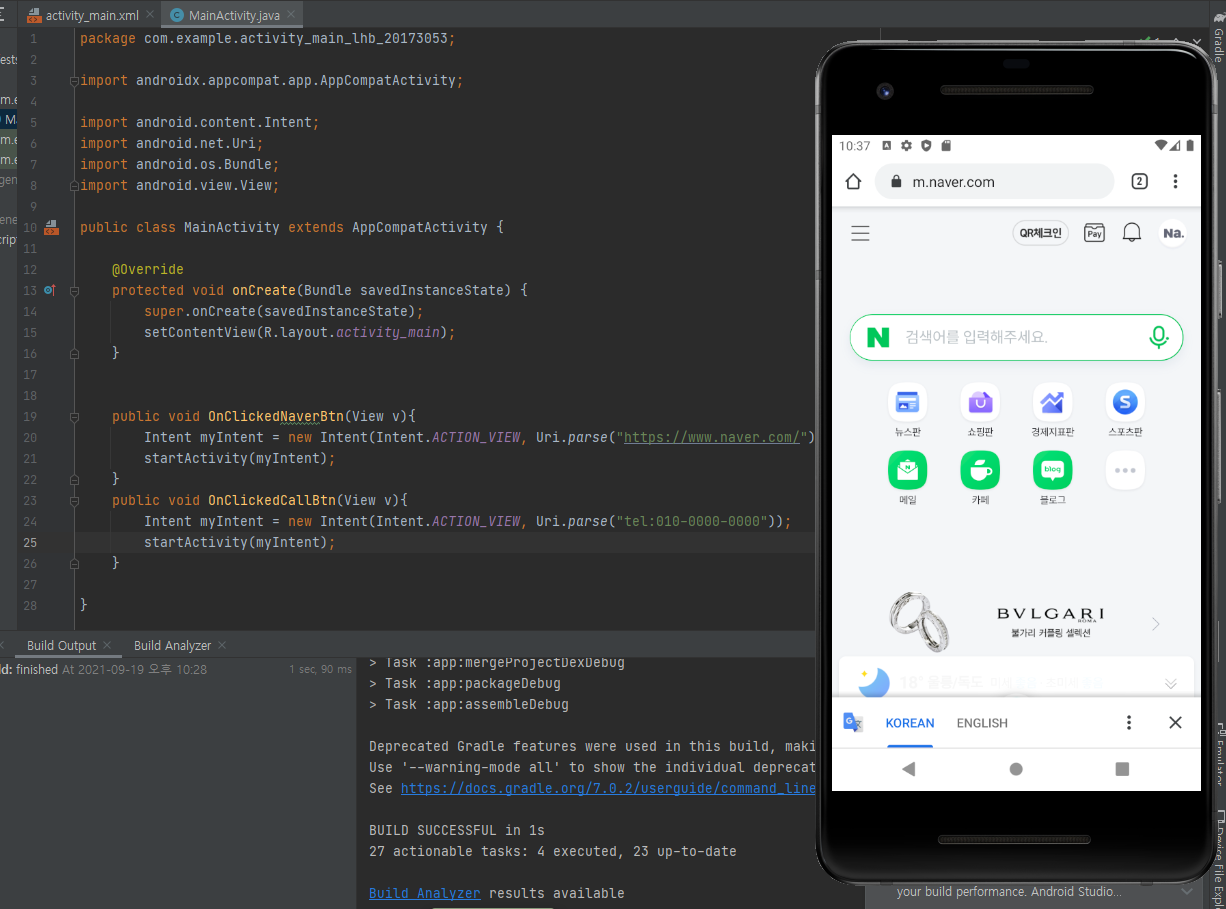 activity_main.xml
MainActivity.java
1 package com.example.activity_main_lhb_20173053;
2
3 import androidx.appcompat.app.AppCompatActivity;
4
5 import android.content.Intent;
6 import android.net.Uri;
7 import android.os.Bundle;
8 import android.view.View;
9
10 public class MainActivity extends AppCompatActivity {
11
12 @Override
13 protected void onCreate(Bundle savedInstanceState) {
14 super.onCreate(savedInstanceState);
15 setContentView(R.layout.activity_main);
16 }
17
18
19 public void OnClickedNaverBtn(View v){
20 Intent myIntent = new Intent(Intent.ACTION_VIEW, Uri.parse("https://www.naver.com/")
21 startActivity(myIntent);
22 }
23 public void OnClickedCallBtn(View v){
24 Intent myIntent = new Intent(Intent.ACTION_VIEW, Uri.parse("tel:010-0000-0000"));
25 startActivity(myIntent);
26 }
27
28 }
Build Output
Build Analyzer
ld: finished At 2021-09-19 오후 10:28
1 sec, 90 ms
> Task :app:mergeProjectDexDebug
> Task :app:packageDebug
> Task :app:assembleDebug
Deprecated Gradle features were used in this build, maki
Use '--warning-mode all' to show the individual deprecat
See https://docs.gradle.org/7.0.2/userguide/command_line
BUILD SUCCESSFUL in 1s
27 actionable tasks: 4 executed, 23 up-to-date
Build Analyzer results available
10:37
m.naver.com
2
QR체크인
Pay
Na.
N 검색어를 입력해주세요.
뉴스판
쇼핑판
경제지표판
S
스포츠판
메일
카페
blog
블로그
BVLGARI
ROMA
불가리 커플링 셀렉션
18° 울릉/독도
KOREAN
ENGLISH
your build performance. Android Studio...
Gradle
Emulator
Device File Expl